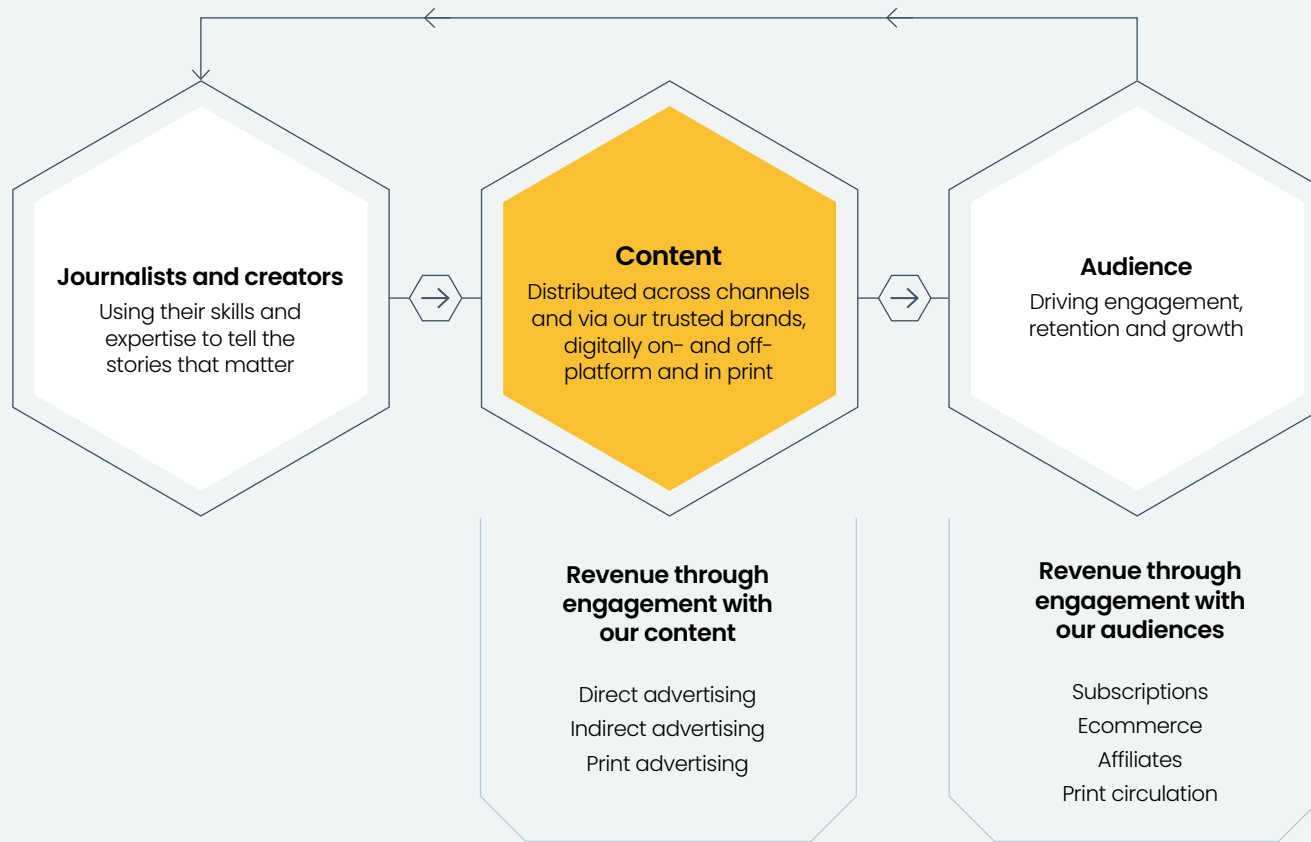 Journalists and creators
Using their skills and
expertise to tell the
stories that matter
Content
Distributed across channels
and via our trusted brands,
digitally on- and off-
platform and in print
Audience
Driving engagement,
retention and growth
Revenue through
engagement with
our content
Direct advertising
Indirect advertising
Print advertising
Revenue through
engagement with
our audiences
Subscriptions
Ecommerce
Affiliates
Print circulation